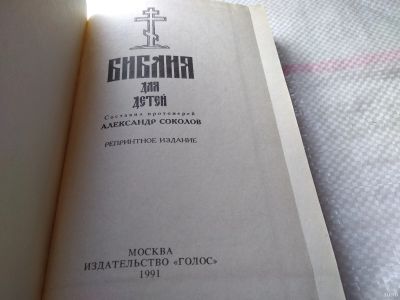 БИБЛИЯ
ДЛЯ
ДЕТЕЙ
Составил протоиерей
АЛЕКСАНДР СОКОЛОВ
РЕПРИНТНОЕ ИЗДАНИЕ
МОСКВА
ИЗДАТЕЛЬСТВО «ГОЛОС»
1991